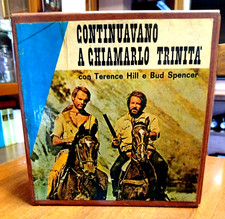 CONTINUAVANO
A CHIAMARLO TRINITA'
con Terence Hill e Bud Spencer